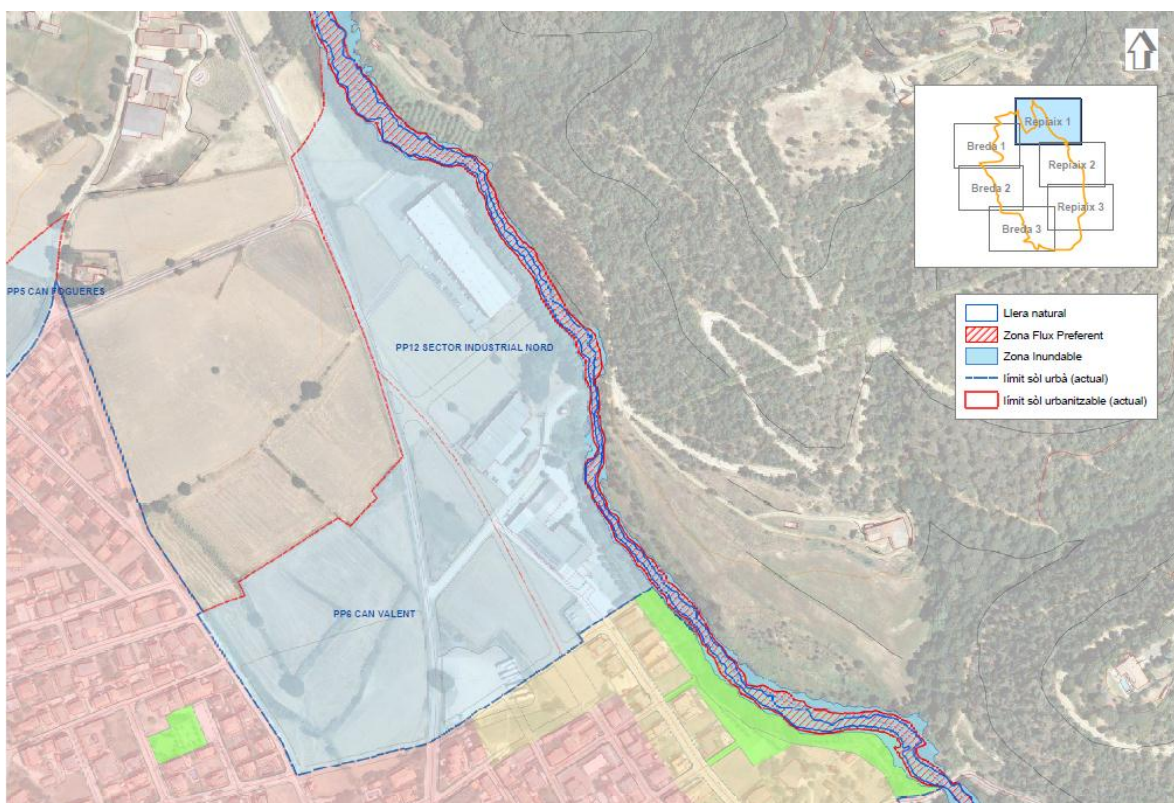 Repiaix 1
Breda 1
Repiaix 2
Breda 2
Repiaix 3
Breda 3
PP5 CAN FOGUERES
Llera natural
Zona Flux Preferent
PP12 SECTOR INDUSTRIAL NORD
Zona Inundable
límit sòl urbà (actual)
límit sòl urbanitzable (actual)
PP6 CAN VALENT